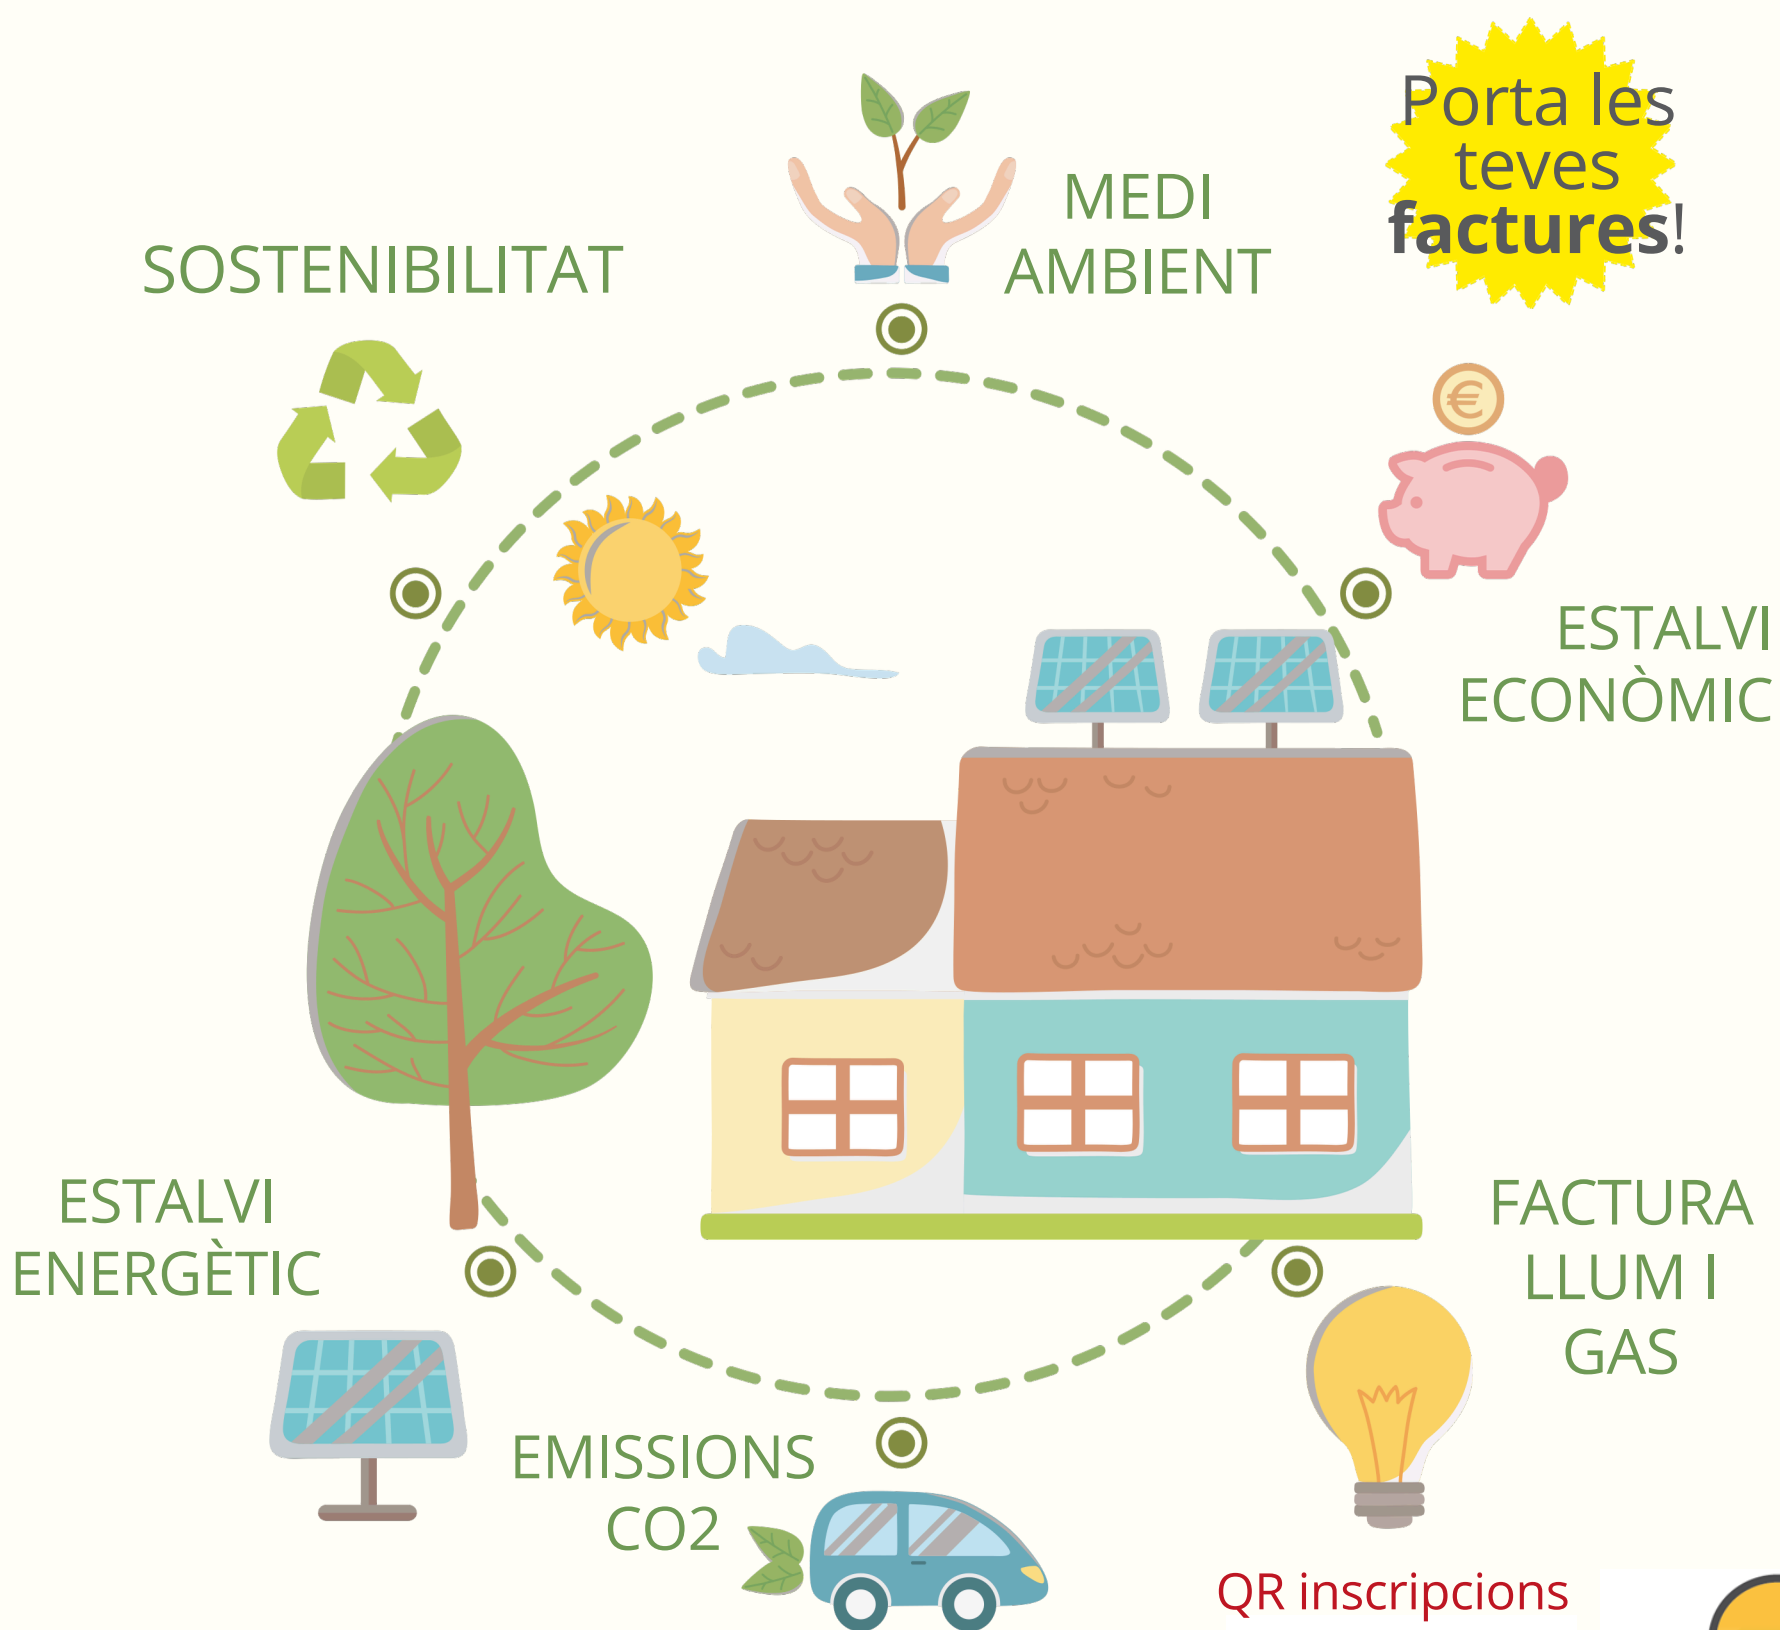 Porta les
teves
factures!
MEDI
AMBIENT
SOSTENIBILITAT
€
ESTALVI
ECONÒMIC
ESTALVI
ENERGÈTIC
FACTURA
LLUM I
GAS
EMISSIONS
CO2
QR inscripcions